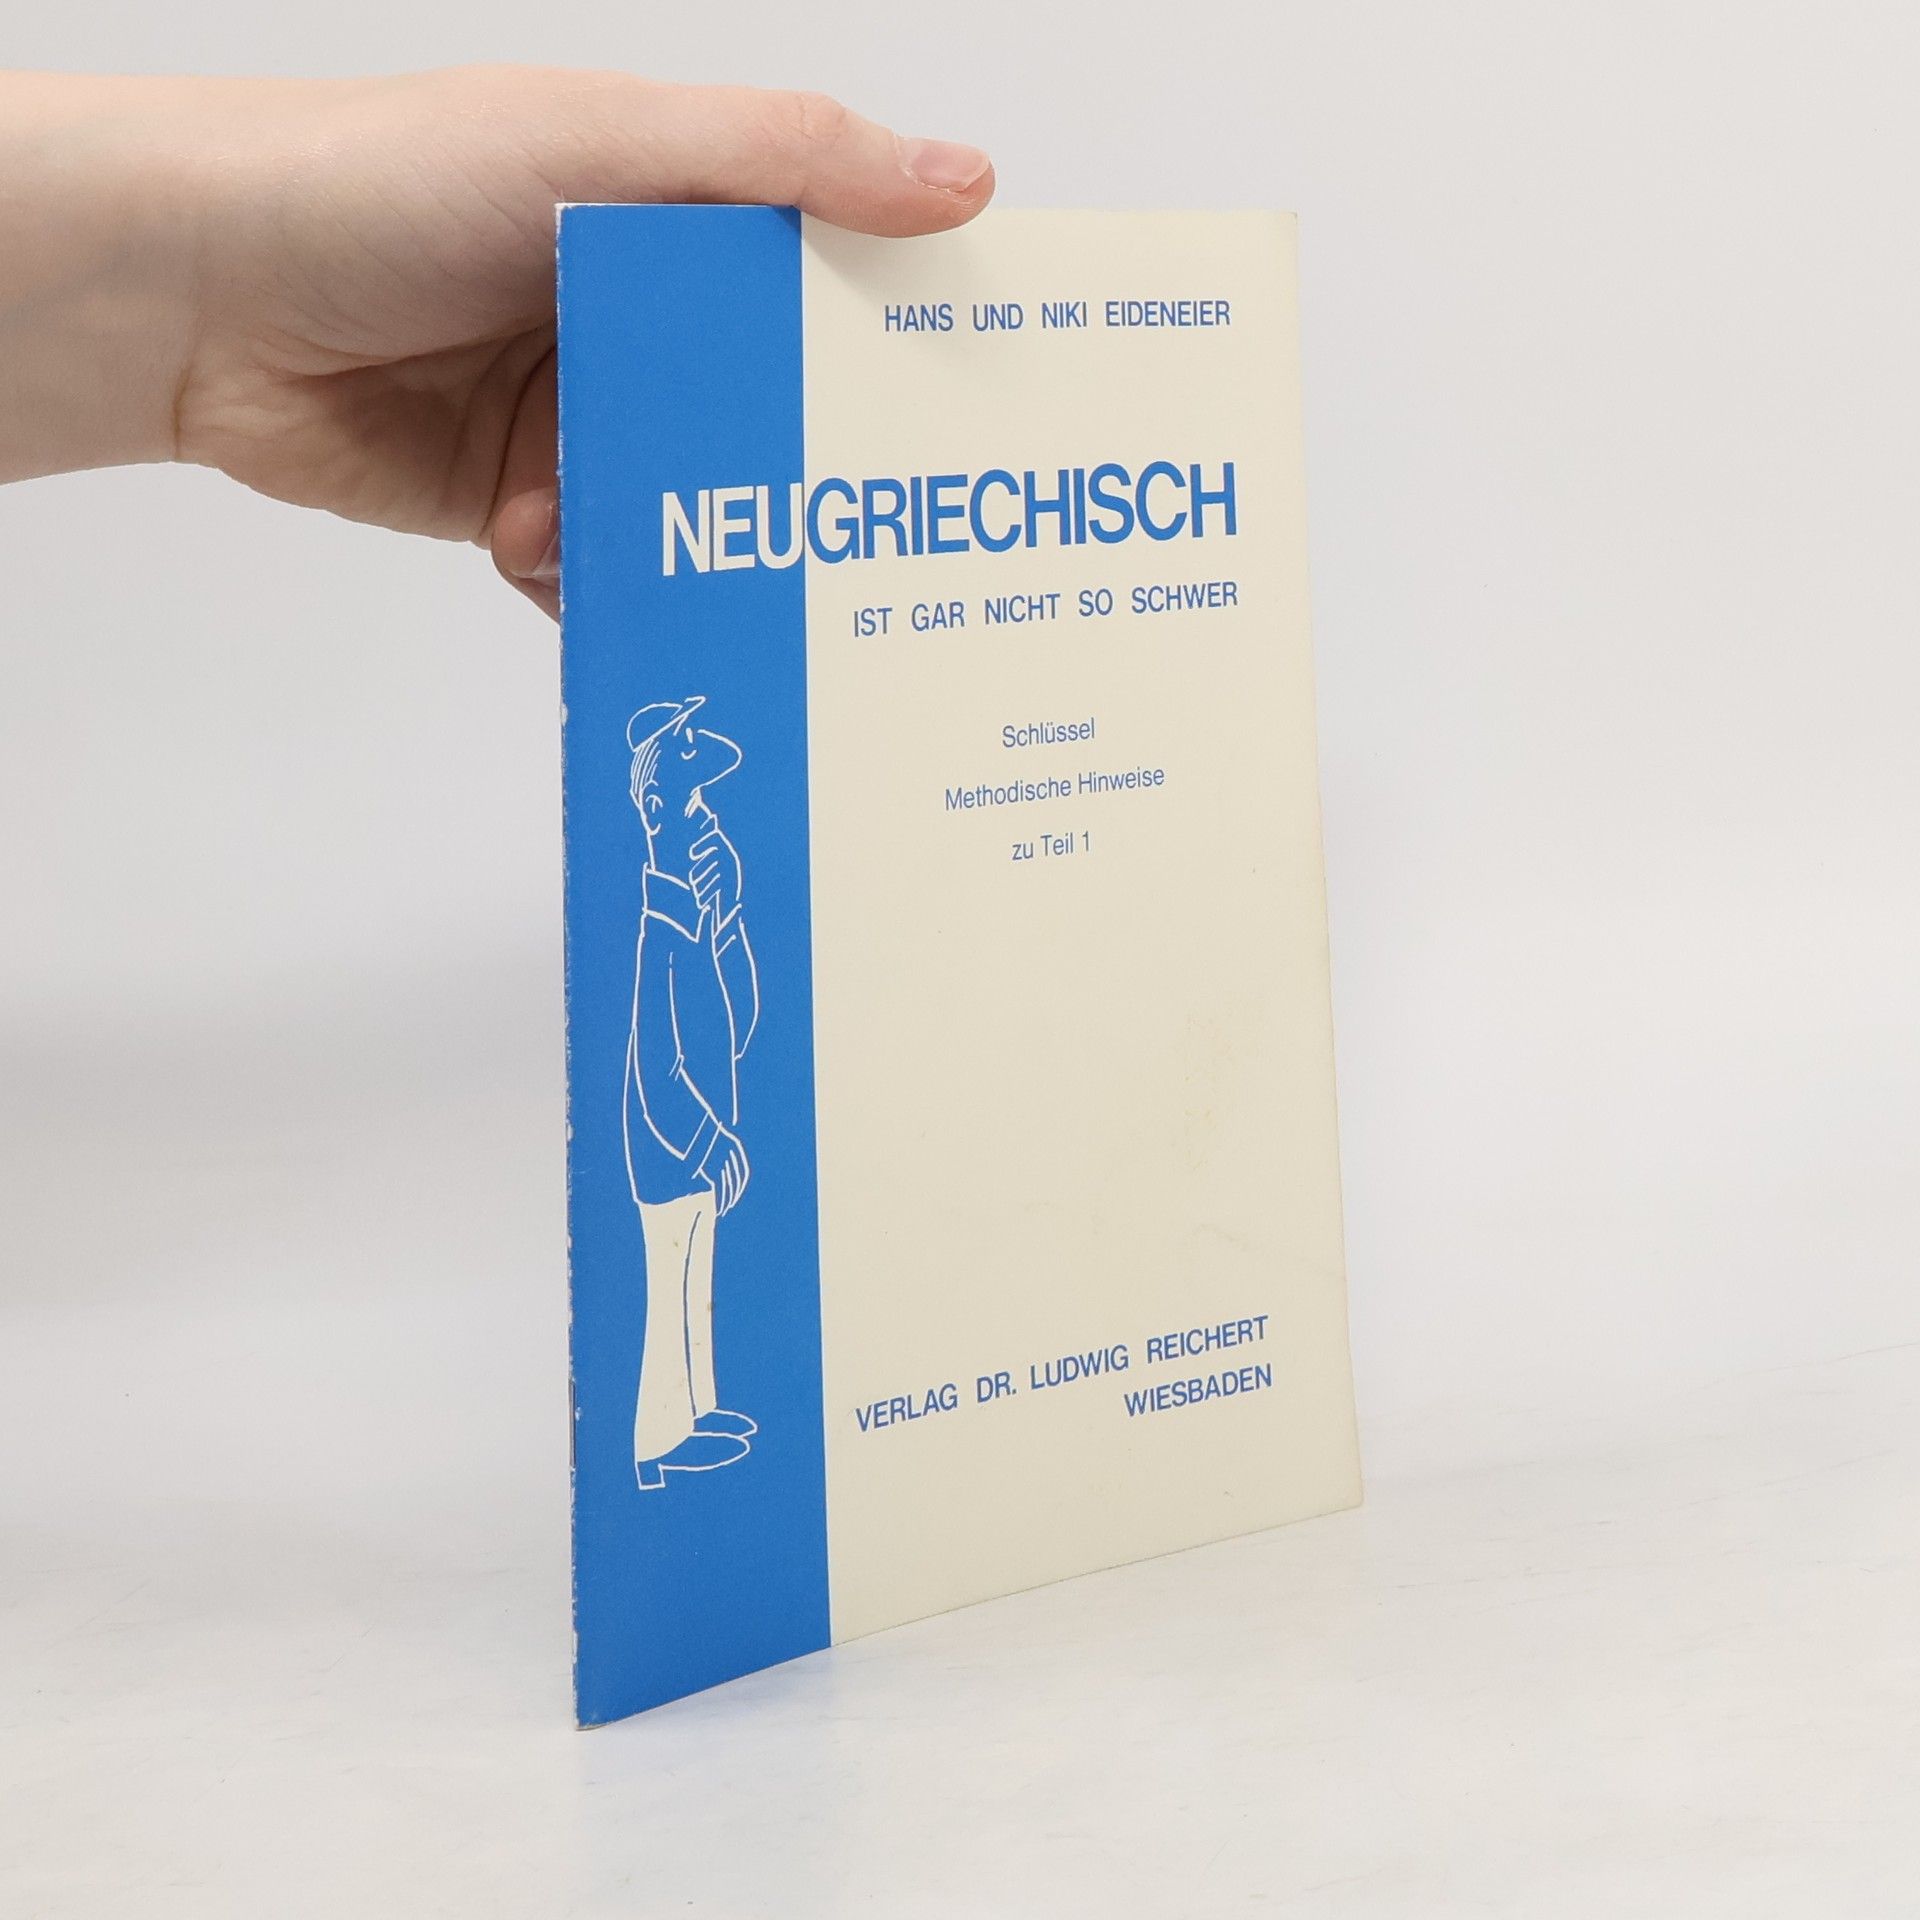 HANS UND NIKI EIDENEIER
NEUGRIECHISCH
IST GAR NICHT SO SCHWER
Schlüssel
Methodische Hinweise
zu Teil 1
VERLAG DR. LUDWIG REICHERT
WIESBADEN